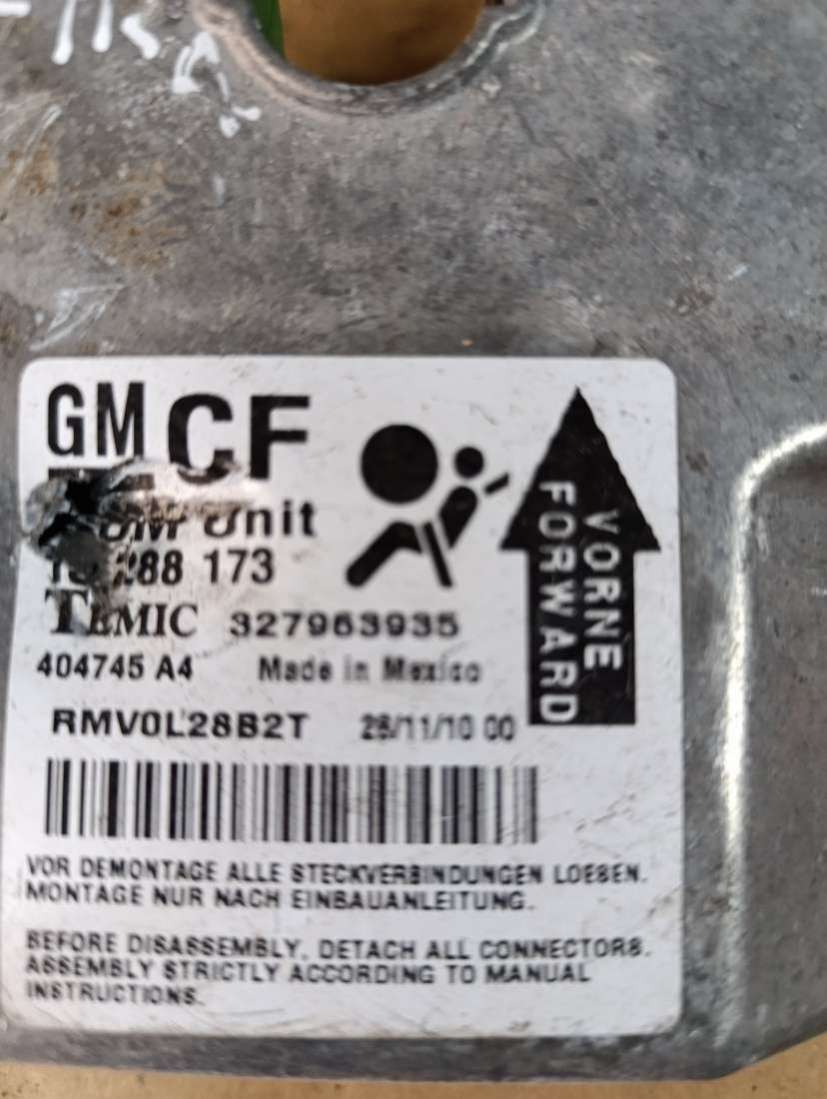 GM CF
Unit
288 173
TEMIC 327963935
404745 A4 Made in Mexico
RMV0L28B2T 26/11/10 00
VORNE
FORWARD
VOR DEMONTAGE ALLE STECKVERBINDUNGEN LOESEN.
MONTAGE NUR NACH EINBAUANLEITUNG.
BEFORE DISASSEMBLY, DETACH ALL CONNECTORS.
ASSEMBLY STRICTLY ACCORDING TO MANUAL
INSTRUCTIONS.